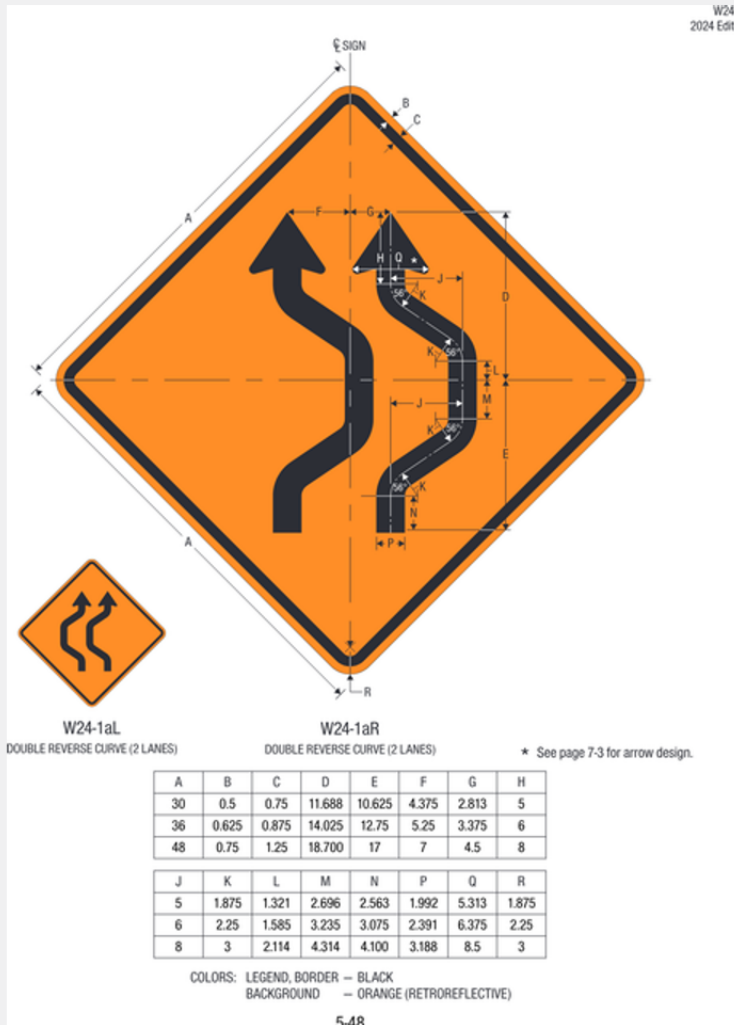 W24
2024 Edit
℄ SIGN
B
C
A
F
G
H
Q
*
J
D
56°
K
K
56°
L
M
J
K
56°
E
56°
K
N
A
P
R
W24-1aL
DOUBLE REVERSE CURVE (2 LANES)
W24-1aR
DOUBLE REVERSE CURVE (2 LANES)
* See page 7-3 for arrow design.
A B C D E F G H
30 0.5 0.75 11.688 10.625 4.375 2.813 5
36 0.625 0.875 14.025 12.75 5.25 3.375 6
48 0.75 1.25 18.700 17 7 4.5 8
J K L M N P Q R
5 1.875 1.321 2.696 2.563 1.992 5.313 1.875
6 2.25 1.585 3.235 3.075 2.391 6.375 2.25
8 3 2.114 4.314 4.100 3.188 8.5 3
COLORS: LEGEND, BORDER – BLACK
BACKGROUND – ORANGE (RETROREFLECTIVE)
5-48